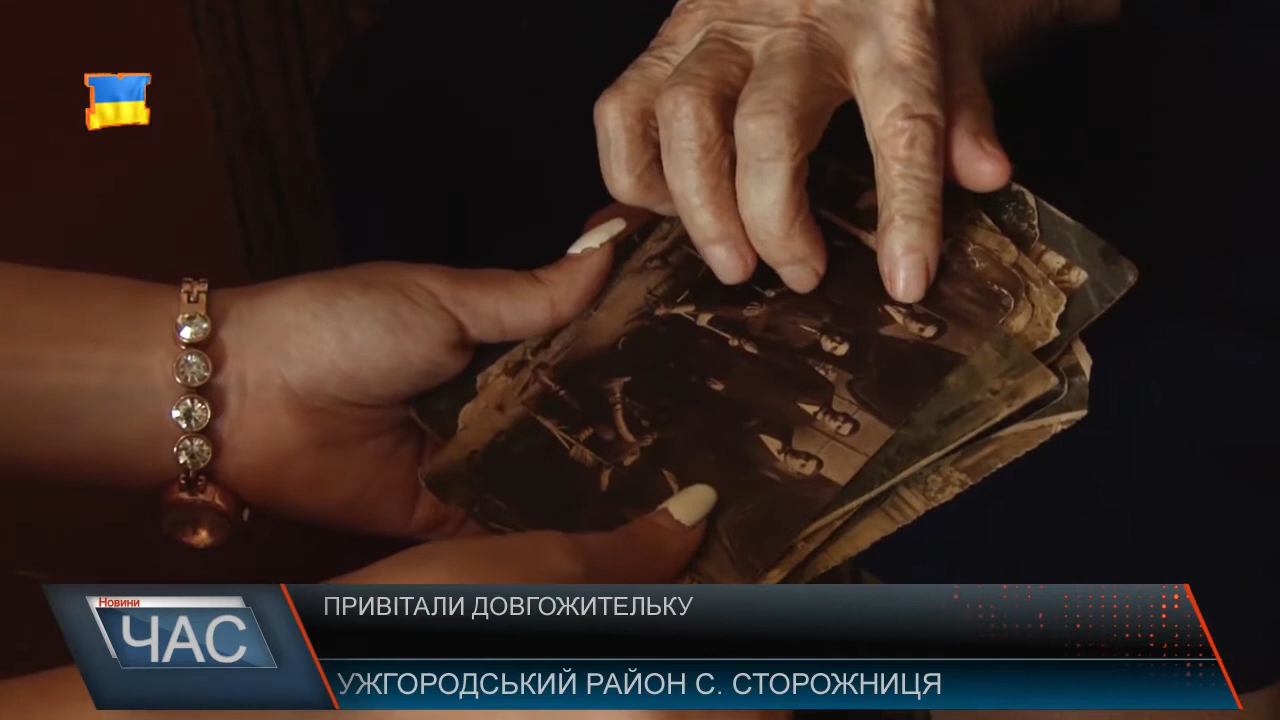 Новини
ЧАС
ПРИВІТАЛИ ДОВГОЖИТЕЛЬКУ
УЖГОРОДСЬКИЙ РАЙОН С. СТОРОЖНИЦЯ